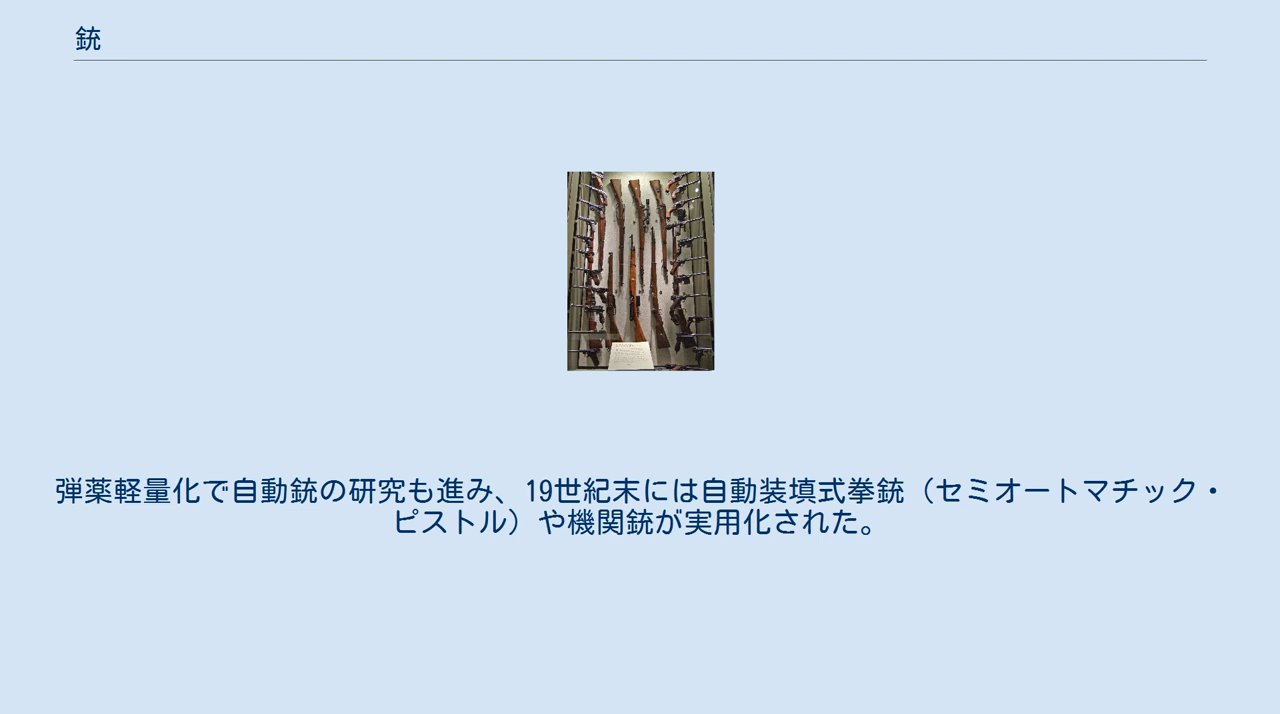 銃
弾薬軽量化で自動銃の研究も進み、19世紀末には自動装填式拳銃（セミオートマチック・
ピストル）や機関銃が実用化された。